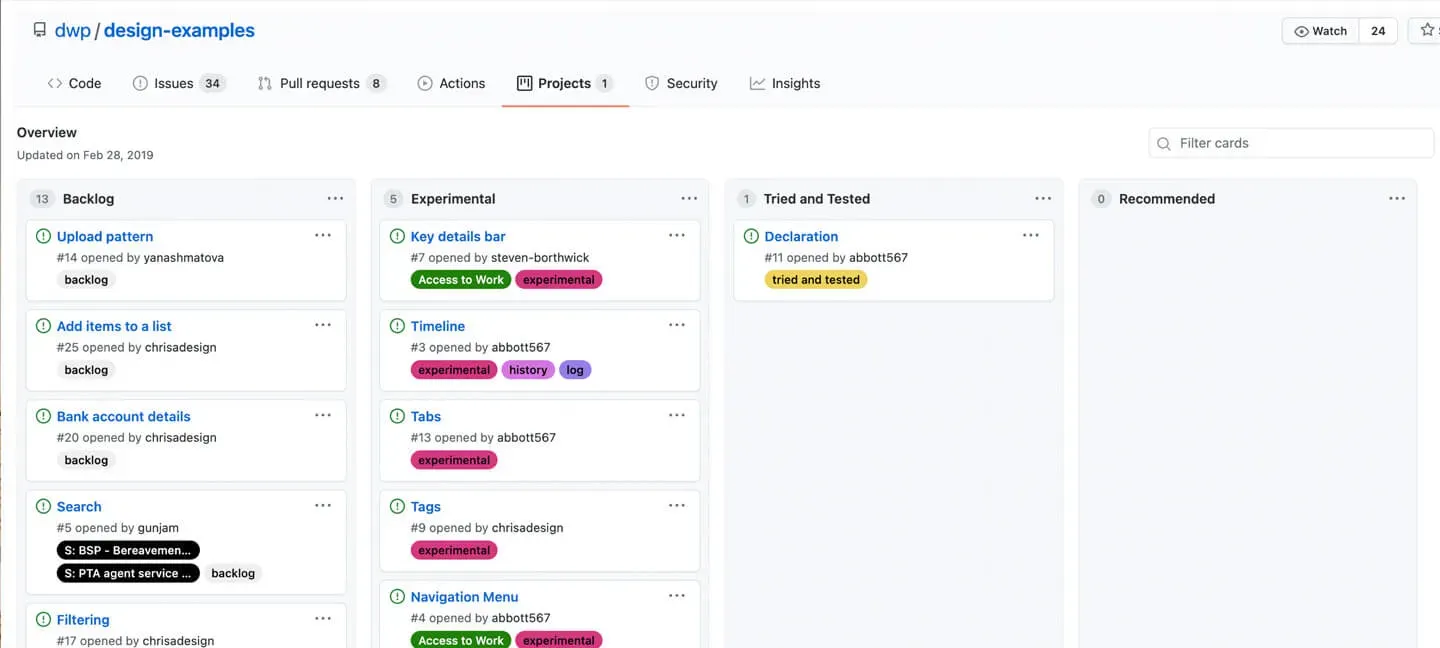 dwp / design-examples
Watch 24
Code Issues 34 Pull requests 8 Actions Projects 1 Security Insights
Overview
Updated on Feb 28, 2019
Filter cards
13 Backlog
Upload pattern
#14 opened by yanashmatova
backlog
Add items to a list
#25 opened by chrisadesign
backlog
Bank account details
#20 opened by chrisadesign
backlog
Search
#5 opened by gunjam
S: BSP - Bereavemen...
S: PTA agent service ... backlog
Filtering
#17 opened by chrisadesign
5 Experimental
Key details bar
#7 opened by steven-borthwick
Access to Work experimental
Timeline
#3 opened by abbott567
experimental history log
Tabs
#13 opened by abbott567
experimental
Tags
#9 opened by chrisadesign
experimental
Navigation Menu
#4 opened by abbott567
Access to Work experimental
1 Tried and Tested
Declaration
#11 opened by abbott567
tried and tested
0 Recommended